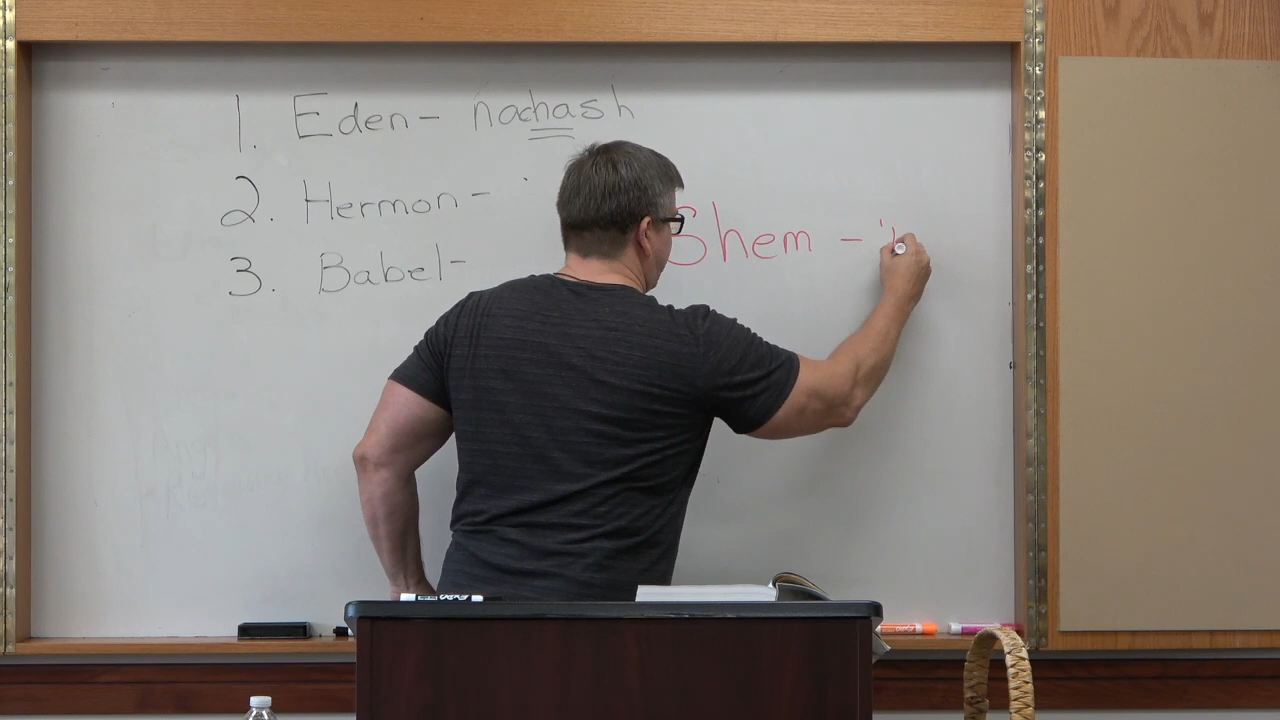 1. Eden- nachash
2. Hermon-
3. Babel-
Shem -